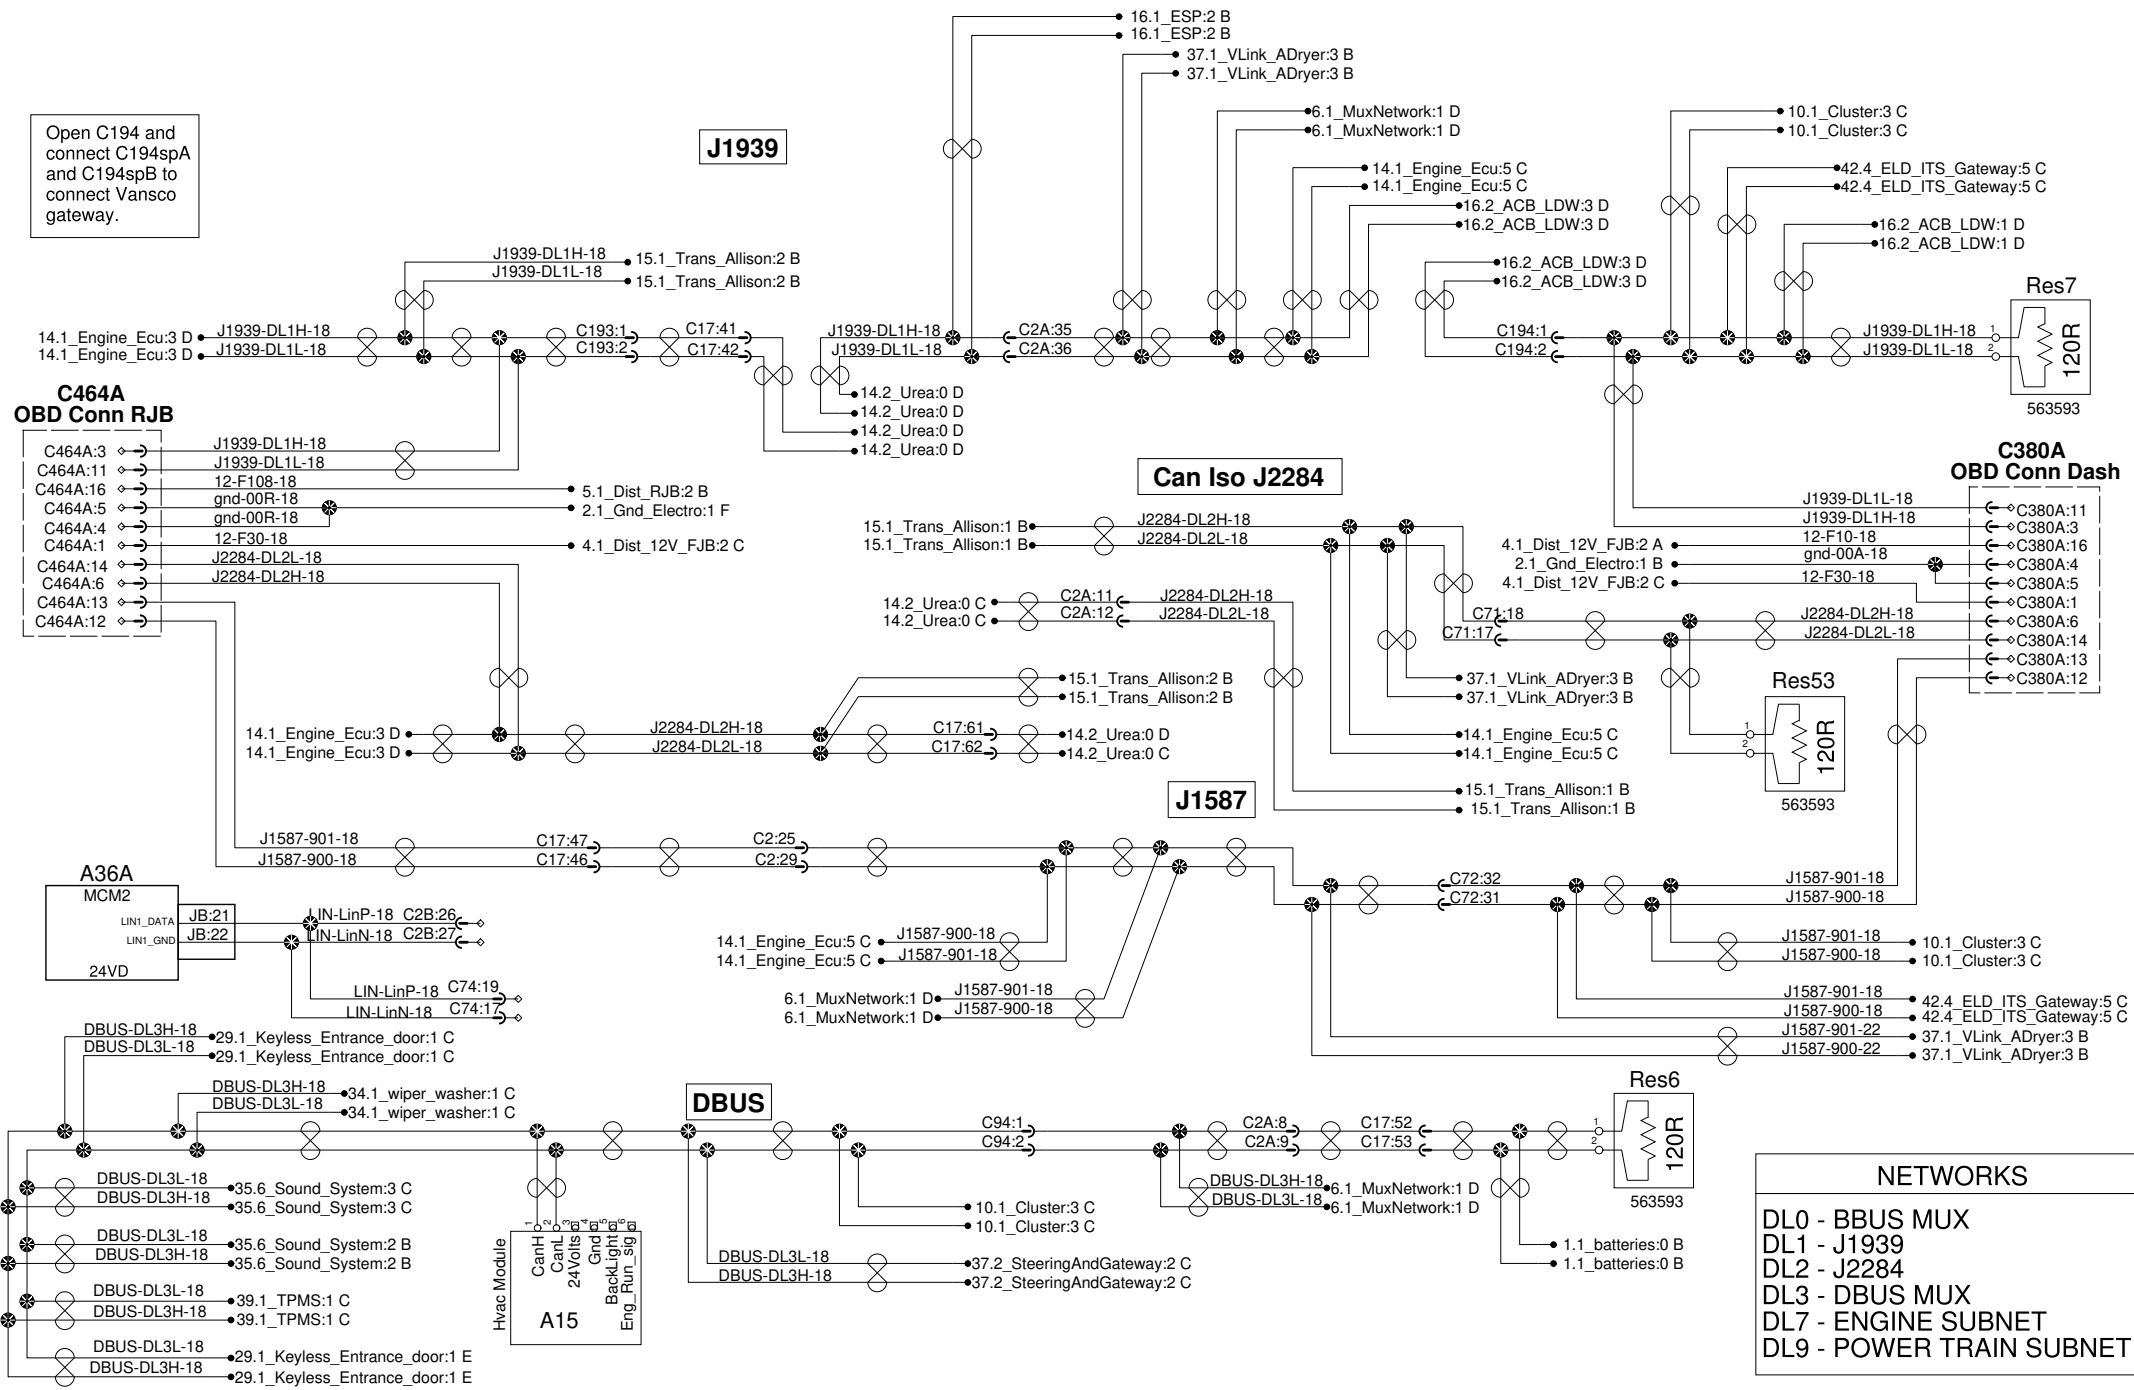 16.1_ESP:2 B
16.1_ESP:2 B
37.1_VLink_ADryer:3 B
37.1_VLink_ADryer:3 B
Open C194 and
connect C194spA
and C194spB to
connect Vansco
gateway.
J1939
6.1_MuxNetwork:1 D
6.1_MuxNetwork:1 D
14.1_Engine_Ecu:5 C
14.1_Engine_Ecu:5 C
16.2_ACB_LDW:3 D
16.2_ACB_LDW:3 D
16.2_ACB_LDW:3 D
16.2_ACB_LDW:3 D
10.1_Cluster:3 C
10.1_Cluster:3 C
42.4_ELD_ITS_Gateway:5 C
42.4_ELD_ITS_Gateway:5 C
16.2_ACB_LDW:1 D
16.2_ACB_LDW:1 D
J1939-DL1H-18
15.1_Trans_Allison:2 B
J1939-DL1L-18
15.1_Trans_Allison:2 B
14.1_Engine_Ecu:3 D
J1939-DL1H-18
C193:1
C17:41
14.1_Engine_Ecu:3 D
J1939-DL1L-18
C193:2
C17:42
J1939-DL1H-18
C2A:35
J1939-DL1L-18
C2A:36
C194:1
C194:2
J1939-DL1H-18
1
J1939-DL1L-18
2
Res7
120R
563593
14.2_Urea:0 D
14.2_Urea:0 D
14.2_Urea:0 D
14.2_Urea:0 D
C464A
OBD Conn RJB
C464A:3
J1939-DL1H-18
C464A:11
J1939-DL1L-18
C464A:16
12-F108-18
5.1_Dist_RJB:2 B
C464A:5
gnd-00R-18
2.1_Gnd_Electro:1 F
C464A:4
gnd-00R-18
C464A:1
12-F30-18
4.1_Dist_12V_FJB:2 C
C464A:14
J2284-DL2L-18
C464A:6
J2284-DL2H-18
C464A:13
C464A:12
Can Iso J2284
15.1_Trans_Allison:1 B
J2284-DL2H-18
15.1_Trans_Allison:1 B
J2284-DL2L-18
14.2_Urea:0 C
C2A:11
J2284-DL2H-18
14.2_Urea:0 C
C2A:12
J2284-DL2L-18
C380A
OBD Conn Dash
J1939-DL1L-18
C380A:11
J1939-DL1H-18
C380A:3
4.1_Dist_12V_FJB:2 A
12-F10-18
C380A:16
2.1_Gnd_Electro:1 B
gnd-00A-18
C380A:4
4.1_Dist_12V_FJB:2 C
C380A:5
12-F30-18
C380A:1
C71:18
J2284-DL2H-18
C380A:6
C71:17
J2284-DL2L-18
C380A:14
C380A:13
C380A:12
15.1_Trans_Allison:2 B
15.1_Trans_Allison:2 B
37.1_VLink_ADryer:3 B
37.1_VLink_ADryer:3 B
Res53
1
2
120R
563593
14.1_Engine_Ecu:3 D
J2284-DL2H-18
C17:61
14.2_Urea:0 D
14.1_Engine_Ecu:3 D
J2284-DL2L-18
C17:62
14.2_Urea:0 C
14.1_Engine_Ecu:5 C
14.1_Engine_Ecu:5 C
15.1_Trans_Allison:1 B
15.1_Trans_Allison:1 B
J1587
J1587-901-18
C17:47
C2:25
J1587-900-18
C17:46
C2:29
C72:32
J1587-901-18
C72:31
J1587-900-18
A36A
MCM2
LIN1_DATA
JB:21
LIN-LinP-18
C2B:26
LIN1_GND
JB:22
LIN-LinN-18
C2B:27
24VD
LIN-LinP-18
C74:19
LIN-LinN-18
C74:17
14.1_Engine_Ecu:5 C
J1587-900-18
14.1_Engine_Ecu:5 C
J1587-901-18
6.1_MuxNetwork:1 D
J1587-901-18
6.1_MuxNetwork:1 D
J1587-900-18
J1587-901-18
10.1_Cluster:3 C
J1587-900-18
10.1_Cluster:3 C
J1587-901-18
42.4_ELD_ITS_Gateway:5 C
J1587-900-18
42.4_ELD_ITS_Gateway:5 C
J1587-901-22
37.1_VLink_ADryer:3 B
J1587-900-22
37.1_VLink_ADryer:3 B
DBUS-DL3H-18
29.1_Keyless_Entrance_door:1 C
DBUS-DL3L-18
29.1_Keyless_Entrance_door:1 C
DBUS-DL3H-18
34.1_wiper_washer:1 C
DBUS-DL3L-18
34.1_wiper_washer:1 C
DBUS
C94:1
C94:2
C2A:8
C17:52
C2A:9
C17:53
Res6
1
2
120R
563593
DBUS-DL3L-18
35.6_Sound_System:3 C
DBUS-DL3H-18
35.6_Sound_System:3 C
DBUS-DL3L-18
35.6_Sound_System:2 B
DBUS-DL3H-18
35.6_Sound_System:2 B
DBUS-DL3L-18
39.1_TPMS:1 C
DBUS-DL3H-18
39.1_TPMS:1 C
DBUS-DL3L-18
29.1_Keyless_Entrance_door:1 E
DBUS-DL3H-18
29.1_Keyless_Entrance_door:1 E
Hvac Module
1
2
3
4
5
6
CanH
CanL
24Volts
Gnd
BackLight
Eng_Run_sig
A15
10.1_Cluster:3 C
10.1_Cluster:3 C
DBUS-DL3L-18
37.2_SteeringAndGateway:2 C
DBUS-DL3H-18
37.2_SteeringAndGateway:2 C
DBUS-DL3H-18
6.1_MuxNetwork:1 D
DBUS-DL3L-18
6.1_MuxNetwork:1 D
1.1_batteries:0 B
1.1_batteries:0 B
NETWORKS
DL0 - BBUS MUX
DL1 - J1939
DL2 - J2284
DL3 - DBUS MUX
DL7 - ENGINE SUBNET
DL9 - POWER TRAIN SUBNET